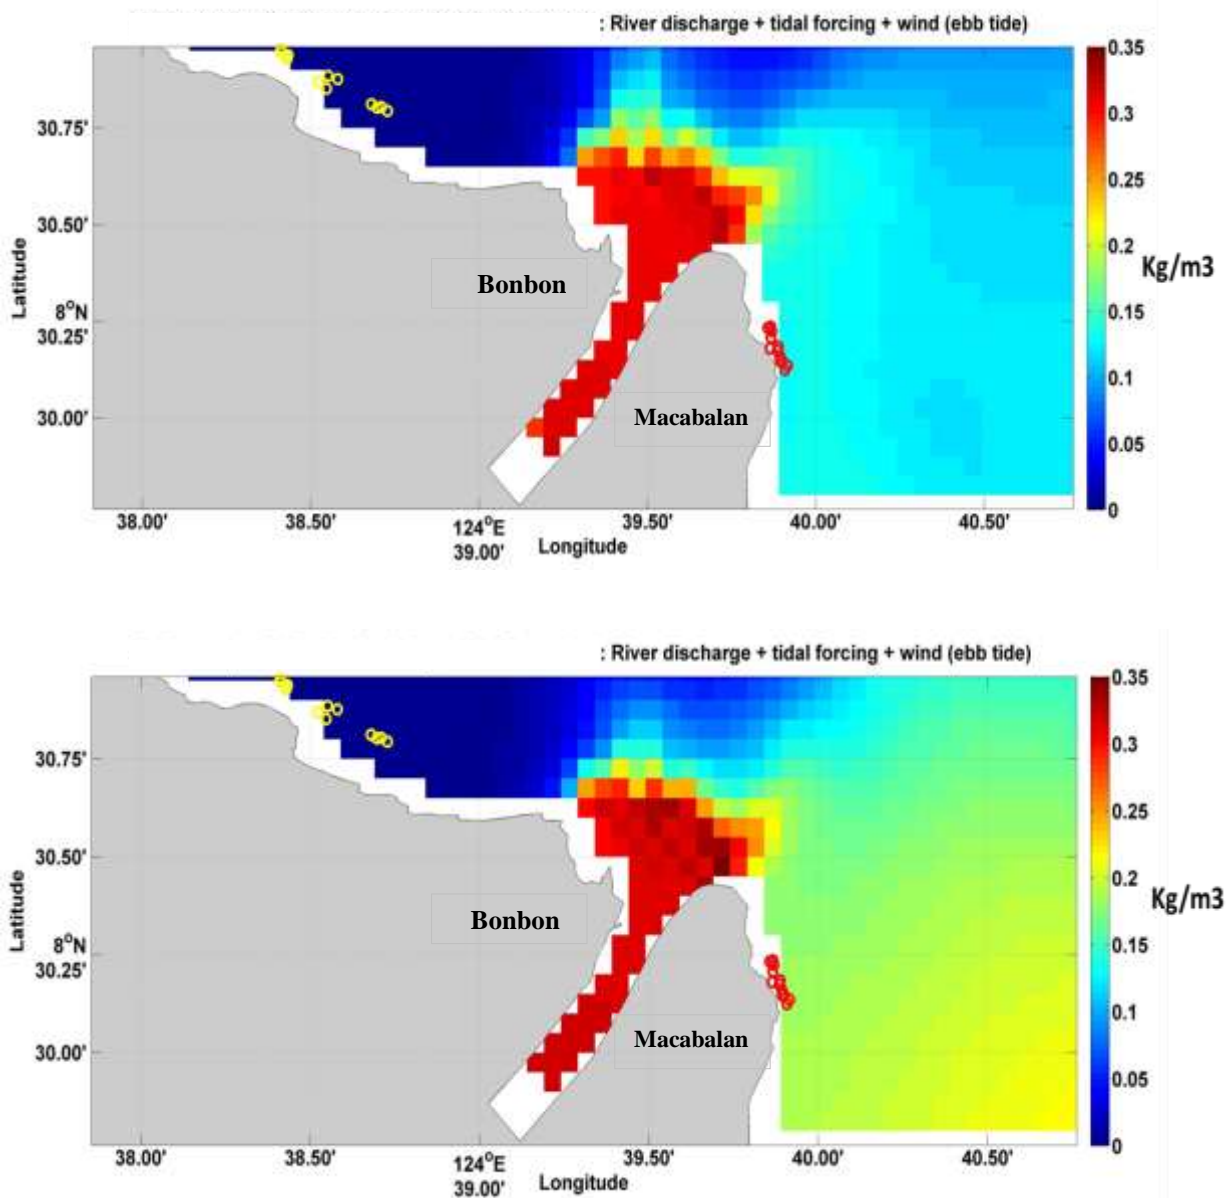 : River discharge + tidal forcing + wind (ebb tide)
0.35
0.3
0.25
0.2
0.15
0.1
0.05
0
Kg/m3
Latitude
30.75'
30.50'
8°N
30.25'
30.00'
Bonbon
Macabalan
38.00'
38.50'
124°E
39.00'
39.50'
40.00'
40.50'
Longitude
: River discharge + tidal forcing + wind (ebb tide)
0.35
0.3
0.25
0.2
0.15
0.1
0.05
0
Kg/m3
Latitude
30.75'
30.50'
8°N
30.25'
30.00'
Bonbon
Macabalan
38.00'
38.50'
124°E
39.00'
39.50'
40.00'
40.50'
Longitude